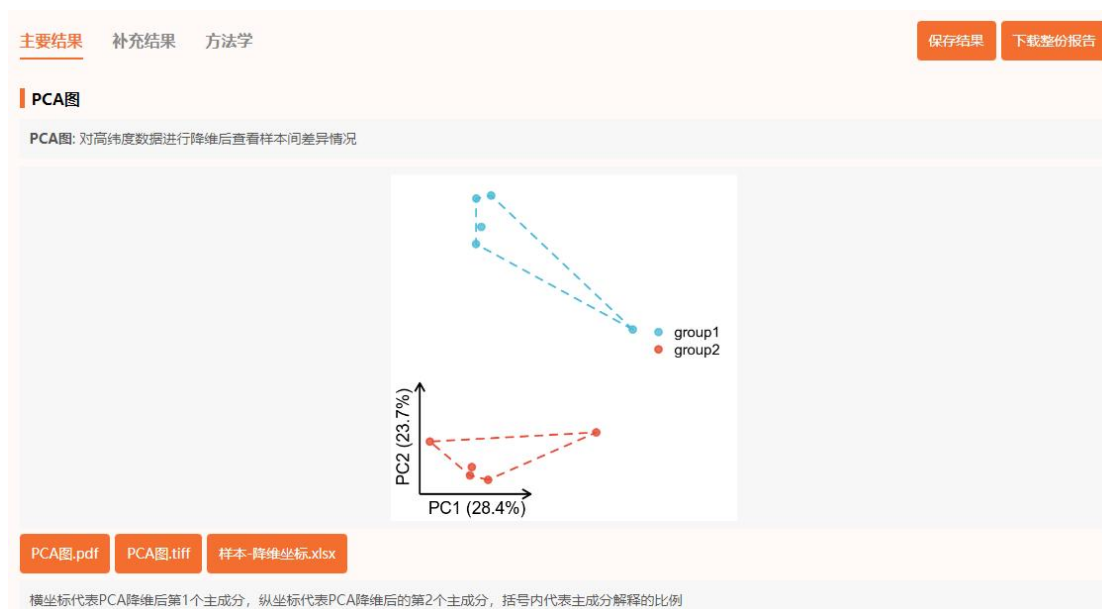 主要结果 补充结果 方法学 保存结果 下载整份报告
PCA图
PCA图: 对高纬度数据进行降维后查看样本间差异情况
group1
group2
PC2 (23.7%)
PC1 (28.4%)
PCA图.pdf PCA图.tiff 样本-降维坐标.xlsx
横坐标代表PCA降维后第1个主成分，纵坐标代表PCA降维后的第2个主成分，括号内代表主成分解释的比例